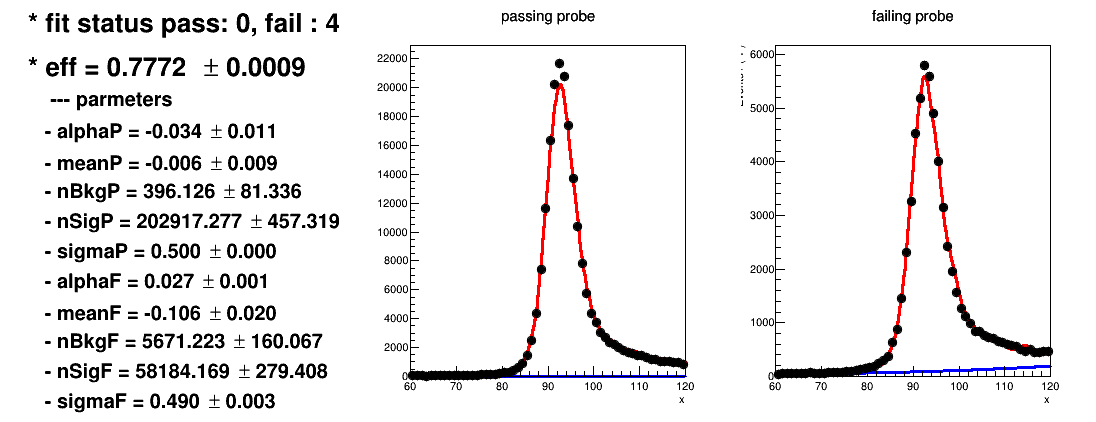 * fit status pass: 0, fail : 4
* eff = 0.7772 ± 0.0009
--- parmeters
- alphaP = -0.034 ± 0.011
- meanP = -0.006 ± 0.009
- nBkgP = 396.126 ± 81.336
- nSigP = 202917.277 ± 457.319
- sigmaP = 0.500 ± 0.000
- alphaF = 0.027 ± 0.001
- meanF = -0.106 ± 0.020
- nBkgF = 5671.223 ± 160.067
- nSigF = 58184.169 ± 279.408
- sigmaF = 0.490 ± 0.003
passing probe
22000
20000
18000
16000
14000
12000
10000
8000
6000
4000
2000
0
60 70 80 90 100 110 120
x
failing probe
6000
5000
4000
3000
2000
1000
0
60 70 80 90 100 110 120
x